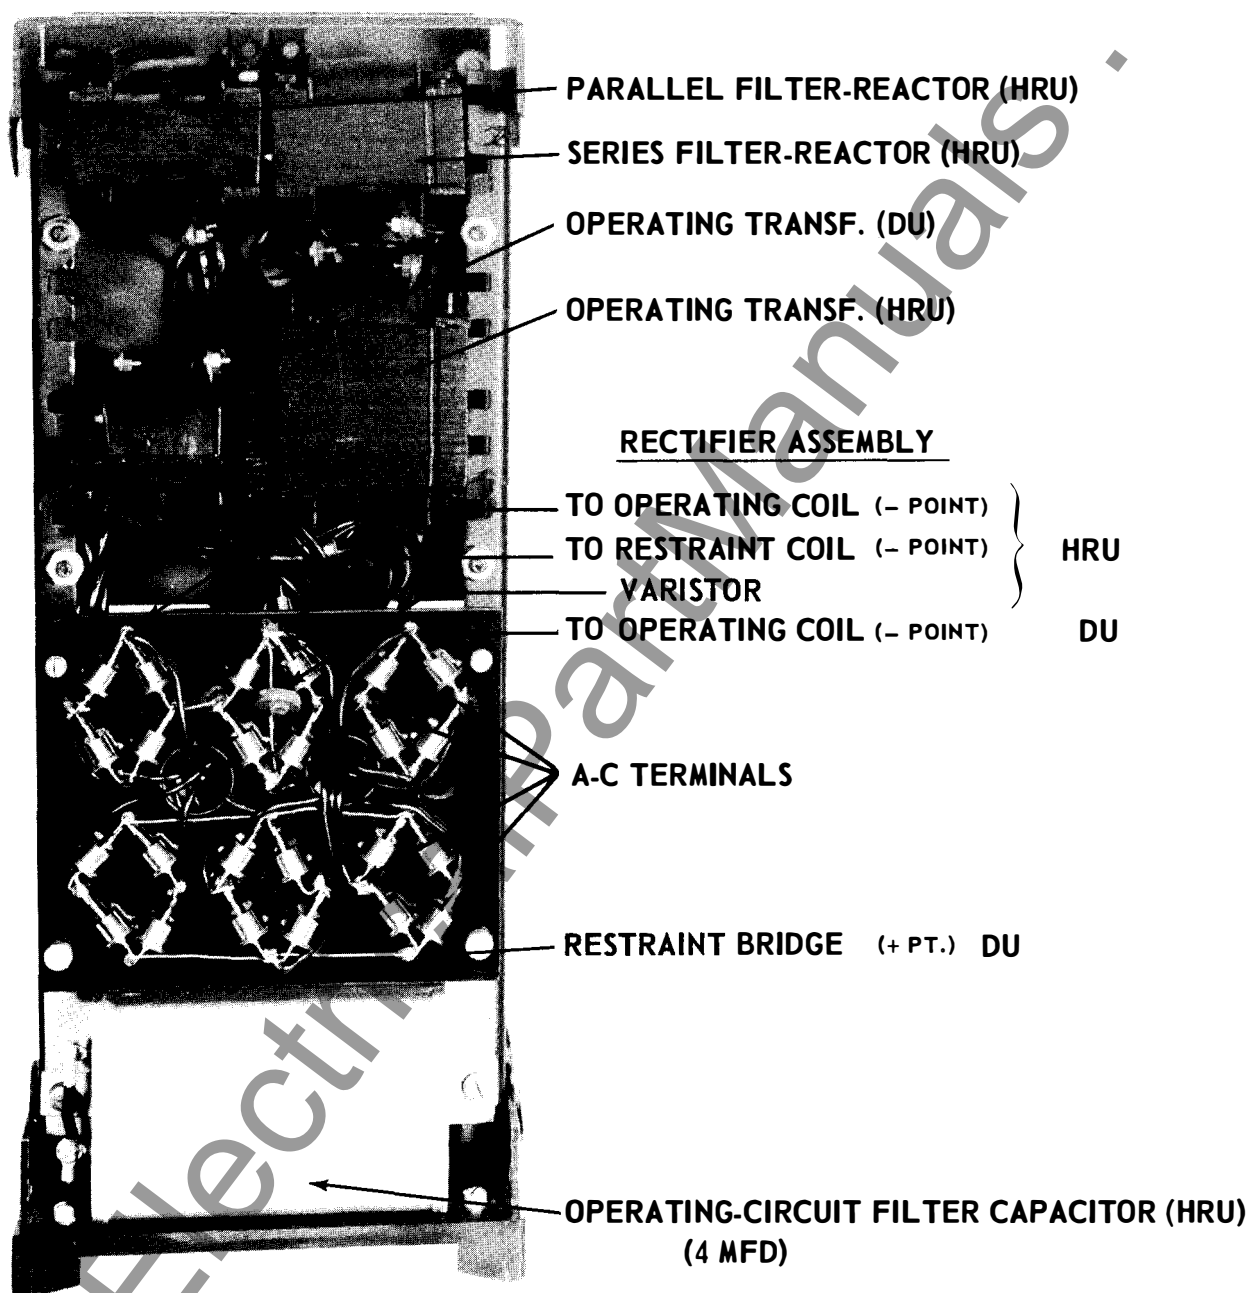 PARALLEL FILTER-REACTOR (HRU)
SERIES FILTER-REACTOR (HRU)
OPERATING TRANSF. (DU)
OPERATING TRANSF. (HRU)
RECTIFIER ASSEMBLY
TO OPERATING COIL (- POINT)
TO RESTRAINT COIL (- POINT) HRU
VARISTOR
TO OPERATING COIL (- POINT) DU
A-C TERMINALS
RESTRAINT BRIDGE (+ PT.) DU
OPERATING-CIRCUIT FILTER CAPACITOR (HRU)
(4 MFD)